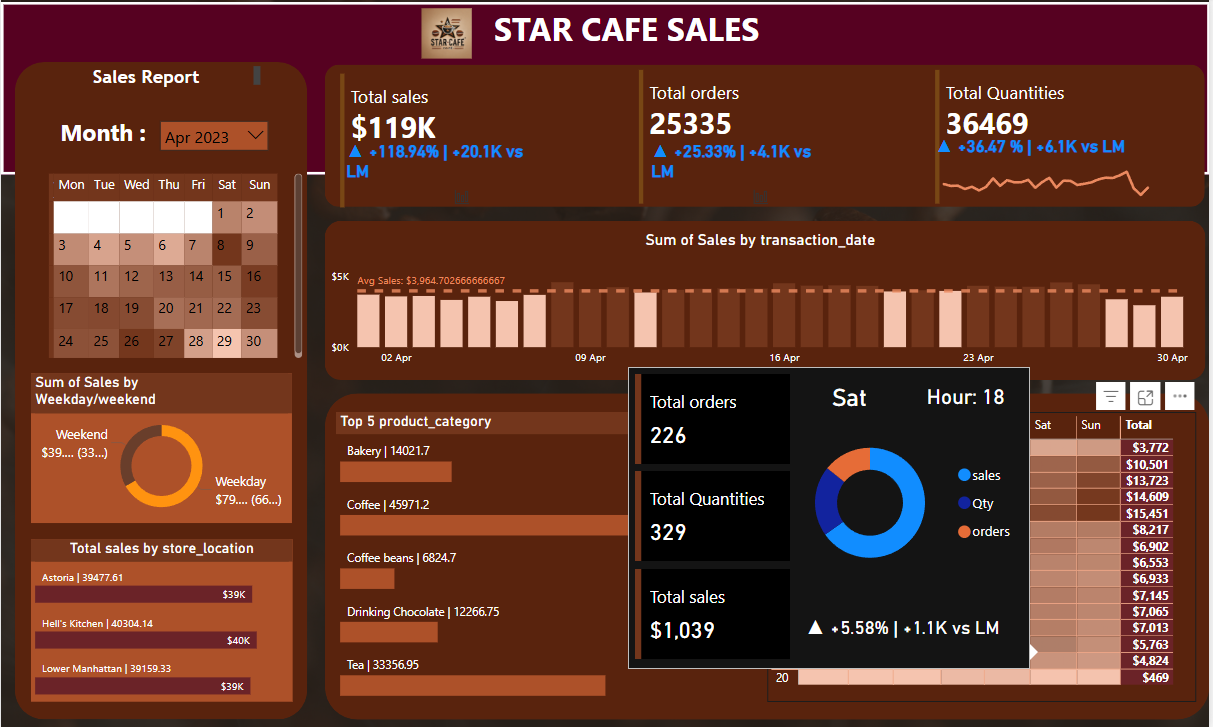 STAR CAFE
STAR CAFE SALES
Sales Report
Month :
Apr 2023
Mon Tue Wed Thu Fri Sat Sun
1 2
3 4 5 6 7 8 9
10 11 12 13 14 15 16
17 18 19 20 21 22 23
24 25 26 27 28 29 30
Sum of Sales by
Weekday/weekend
Weekend
$39.... (33...)
Weekday
$79.... (66...)
Total sales by store_location
Astoria | 39477.61
$39K
Hell's Kitchen | 40304.14
$40K
Lower Manhattan | 39159.33
$39K
Total sales
$119K
▲ +118.94% | +20.1K vs
LM
Total orders
25335
▲ +25.33% | +4.1K vs
LM
Total Quantities
36469
▲ +36.47 % | +6.1K vs LM
Sum of Sales by transaction_date
$5K
Avg Sales: $3,964.702666666667
$0K
02 Apr 09 Apr 16 Apr 23 Apr 30 Apr
Top 5 product_category
Bakery | 14021.7
Coffee | 45971.2
Coffee beans | 6824.7
Drinking Chocolate | 12266.75
Tea | 33356.95
Total orders
226
Total Quantities
329
Total sales
$1,039
Sat Hour: 18
sales
Qty
orders
▲ +5.58% | +1.1K vs LM
Sat Sun Total
$3,772
$10,501
$13,723
$14,609
$15,451
$8,217
$6,902
$6,553
$6,933
$7,145
$7,065
$7,013
$5,763
$4,824
20 $469